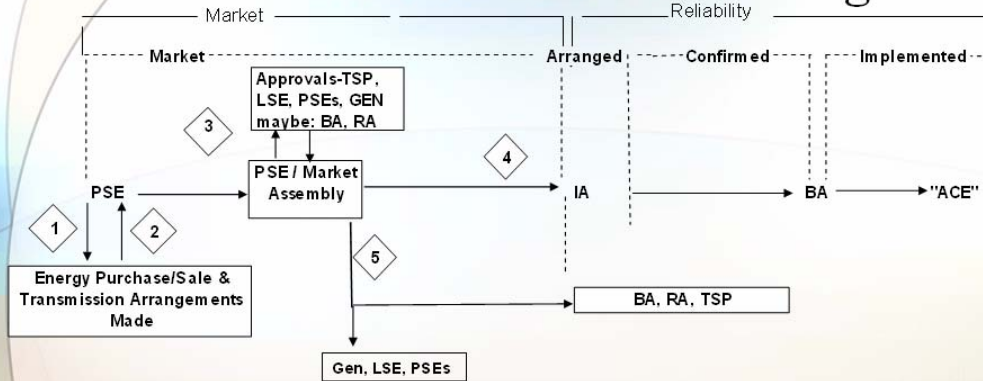 Market
Reliability
Market
Arranged
Confirmed
Implemented
Approvals-TSP,
LSE, PSEs, GEN
maybe: BA, RA
3
4
PSE
PSE / Market
Assembly
IA
BA
"ACE"
1
2
5
Energy Purchase/Sale &
Transmission Arrangements
Made
BA, RA, TSP
Gen, LSE, PSEs